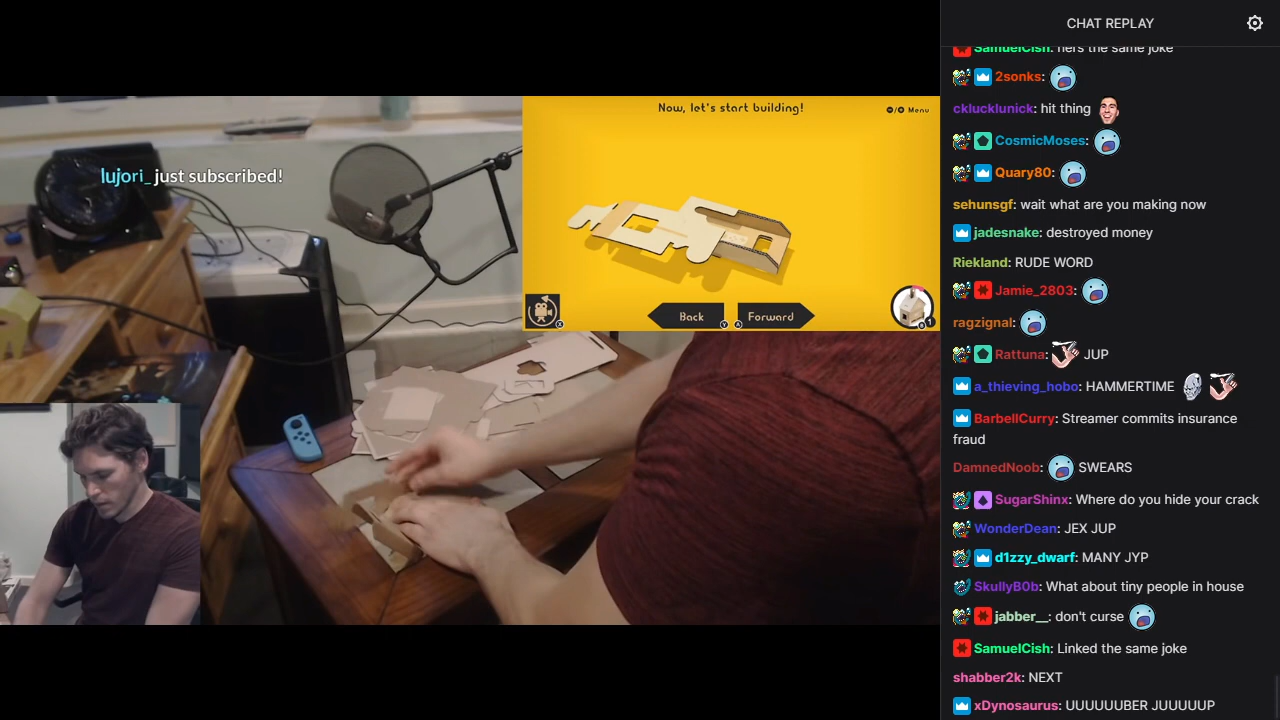 lujori_ just subscribed!
Now, let's start building!
Menu
Back
Y
A
Forward
X
1
CHAT REPLAY
SamuelCish: hers the same joke
2sonks:
cklucklunick: hit thing
CosmicMoses:
Quary80:
sehunsgf: wait what are you making now
jadesnake: destroyed money
Riekland: RUDE WORD
Jamie_2803:
ragzignal:
Rattuna: JUP
a_thieving_hobo: HAMMERTIME
BarbellCurry: Streamer commits insurance
fraud
DamnedNoob: SWEARS
SugarShinx: Where do you hide your crack
WonderDean: JEX JUP
d1zzy_dwarf: MANY JYP
SkullyB0b: What about tiny people in house
jabber__: don't curse
SamuelCish: Linked the same joke
shabber2k: NEXT
xDynosaurus: UUUUUUBER JUUUUUP